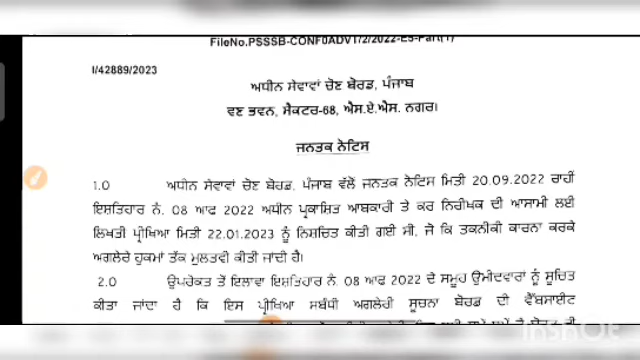 FileNo.PSSSB-CONF0ADVT/2/2022-E5-Part(1)
I/42889/2023
ਅਧੀਨ ਸੇਵਾਵਾਂ ਚੋਣ ਬੋਰਡ, ਪੰਜਾਬ
ਵਣ ਭਵਨ, ਸੈਕਟਰ-68, ਐਸ.ਏ.ਐਸ. ਨਗਰ।
ਜਨਤਕ ਨੋਟਿਸ
1.0 ਅਧੀਨ ਸੇਵਾਵਾਂ ਚੋਣ ਬੋਰਡ, ਪੰਜਾਬ ਵੱਲੋਂ ਜਨਤਕ ਨੋਟਿਸ ਮਿਤੀ 20.09.2022 ਰਾਹੀਂ
ਇਸ਼ਤਿਹਾਰ ਨੰ. 08 ਆਫ 2022 ਅਧੀਨ ਪ੍ਰਕਾਸ਼ਿਤ ਆਬਕਾਰੀ ਤੇ ਕਰ ਨਿਰੀਖਕ ਦੀ ਆਸਾਮੀ ਲਈ
ਲਿਖਤੀ ਪ੍ਰੀਖਿਆ ਮਿਤੀ 22.01.2023 ਨੂੰ ਨਿਸ਼ਚਿਤ ਕੀਤੀ ਗਈ ਸੀ, ਜੋ ਕਿ ਤਕਨੀਕੀ ਕਾਰਨਾ ਕਰਕੇ
ਅਗਲੇਰੇ ਹੁਕਮਾਂ ਤੱਕ ਮੁਲਤਵੀ ਕੀਤੀ ਜਾਂਦੀ ਹੈ।
2.0 ਉਪਰੋਕਤ ਤੋਂ ਇਲਾਵਾ ਇਸ਼ਤਿਹਾਰ ਨੰ. 08 ਆਫ 2022 ਦੇ ਸਮੂਹ ਉਮੀਦਵਾਰਾਂ ਨੂੰ ਸੂਚਿਤ
ਕੀਤਾ ਜਾਂਦਾ ਹੈ ਕਿ ਇਸ ਪ੍ਰੀਖਿਆ ਸਬੰਧੀ ਅਗਲੇਰੀ ਸੂਚਨਾ ਬੋਰਡ ਦੀ ਵੈੱਬਸਾਈਟ